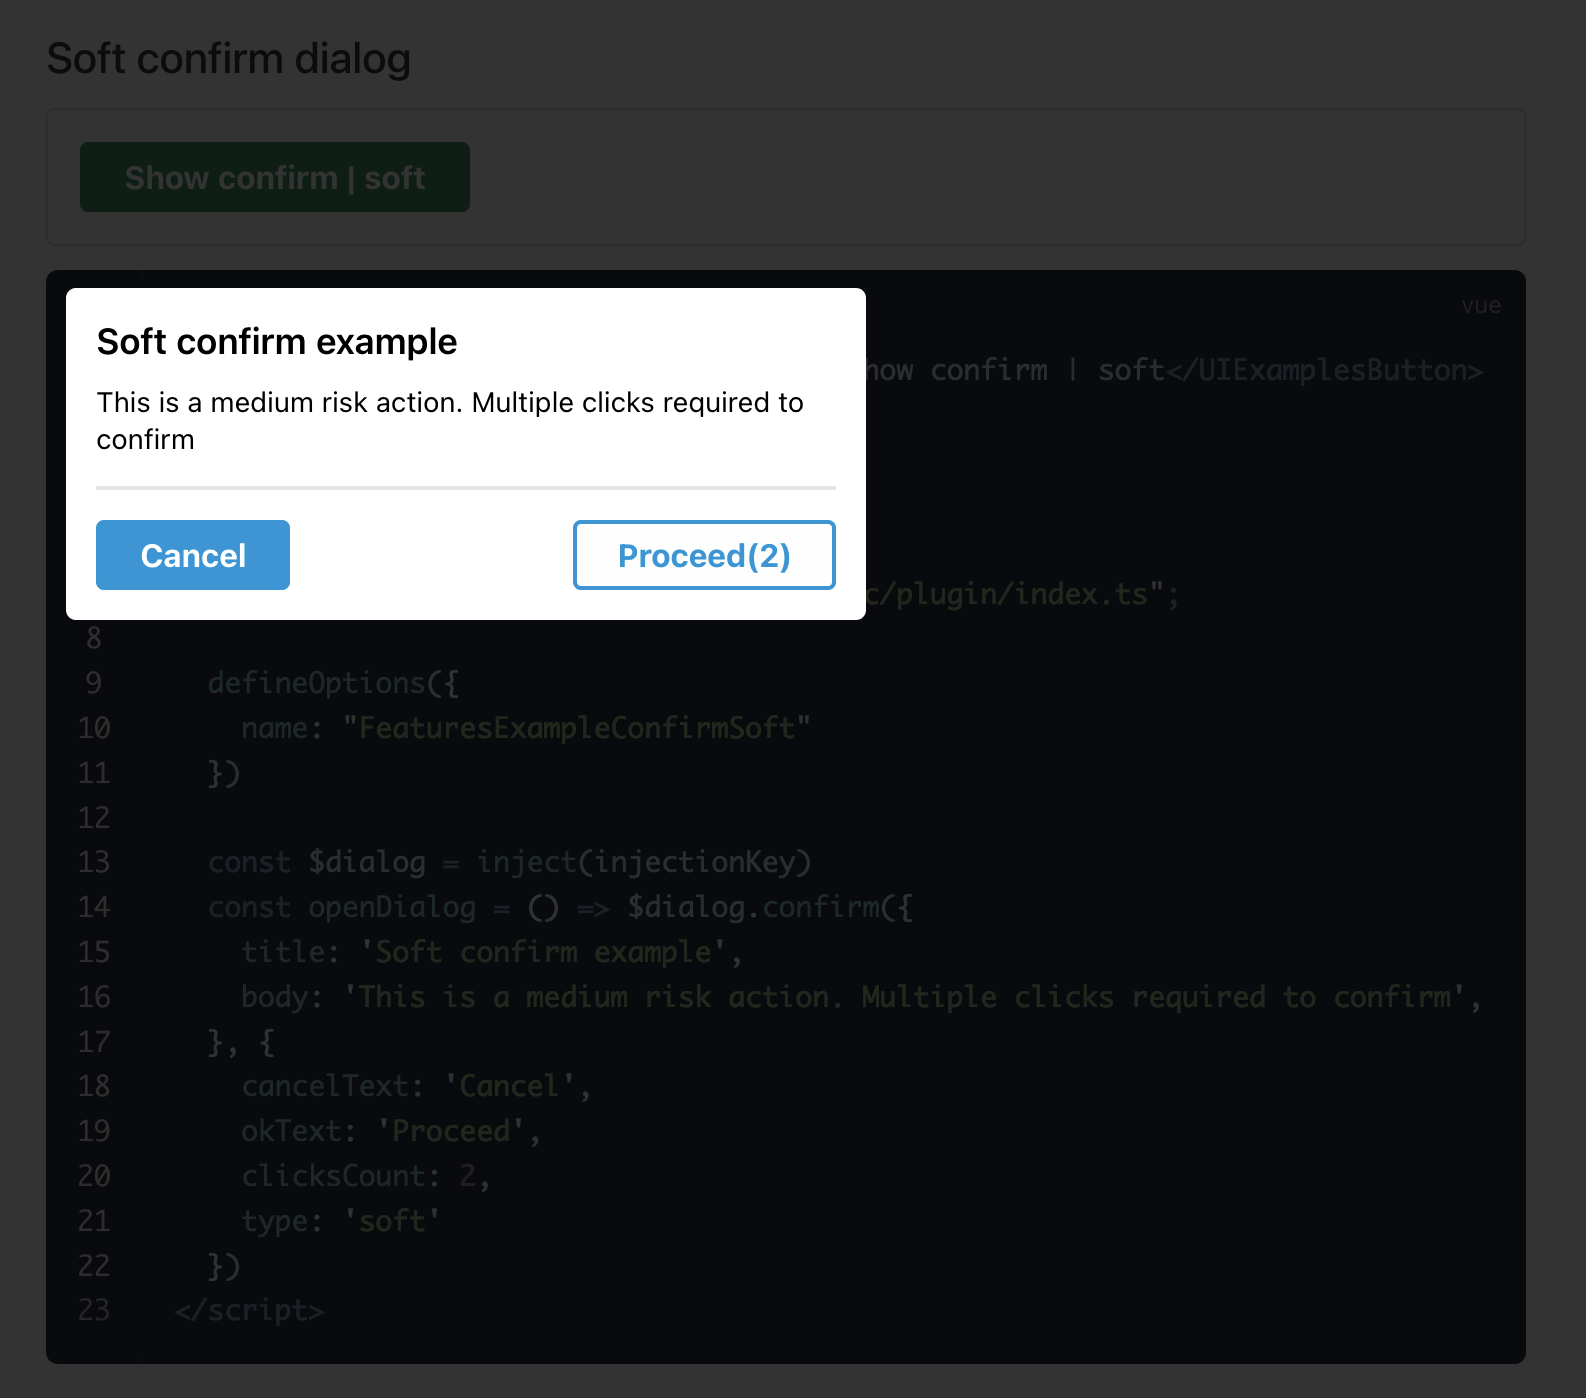 Soft confirm dialog
Show confirm | soft
vue
Soft confirm example
how confirm | soft</UIExamplesButton>
This is a medium risk action. Multiple clicks required to
confirm
Cancel
Proceed(2)
c/plugin/index.ts";
8
9 defineOptions({
10 name: "FeaturesExampleConfirmSoft"
11 })
12
13 const $dialog = inject(injectionKey)
14 const openDialog = () => $dialog.confirm({
15 title: 'Soft confirm example',
16 body: 'This is a medium risk action. Multiple clicks required to confirm',
17 }, {
18 cancelText: 'Cancel',
19 okText: 'Proceed',
20 clicksCount: 2,
21 type: 'soft'
22 })
23 </script>